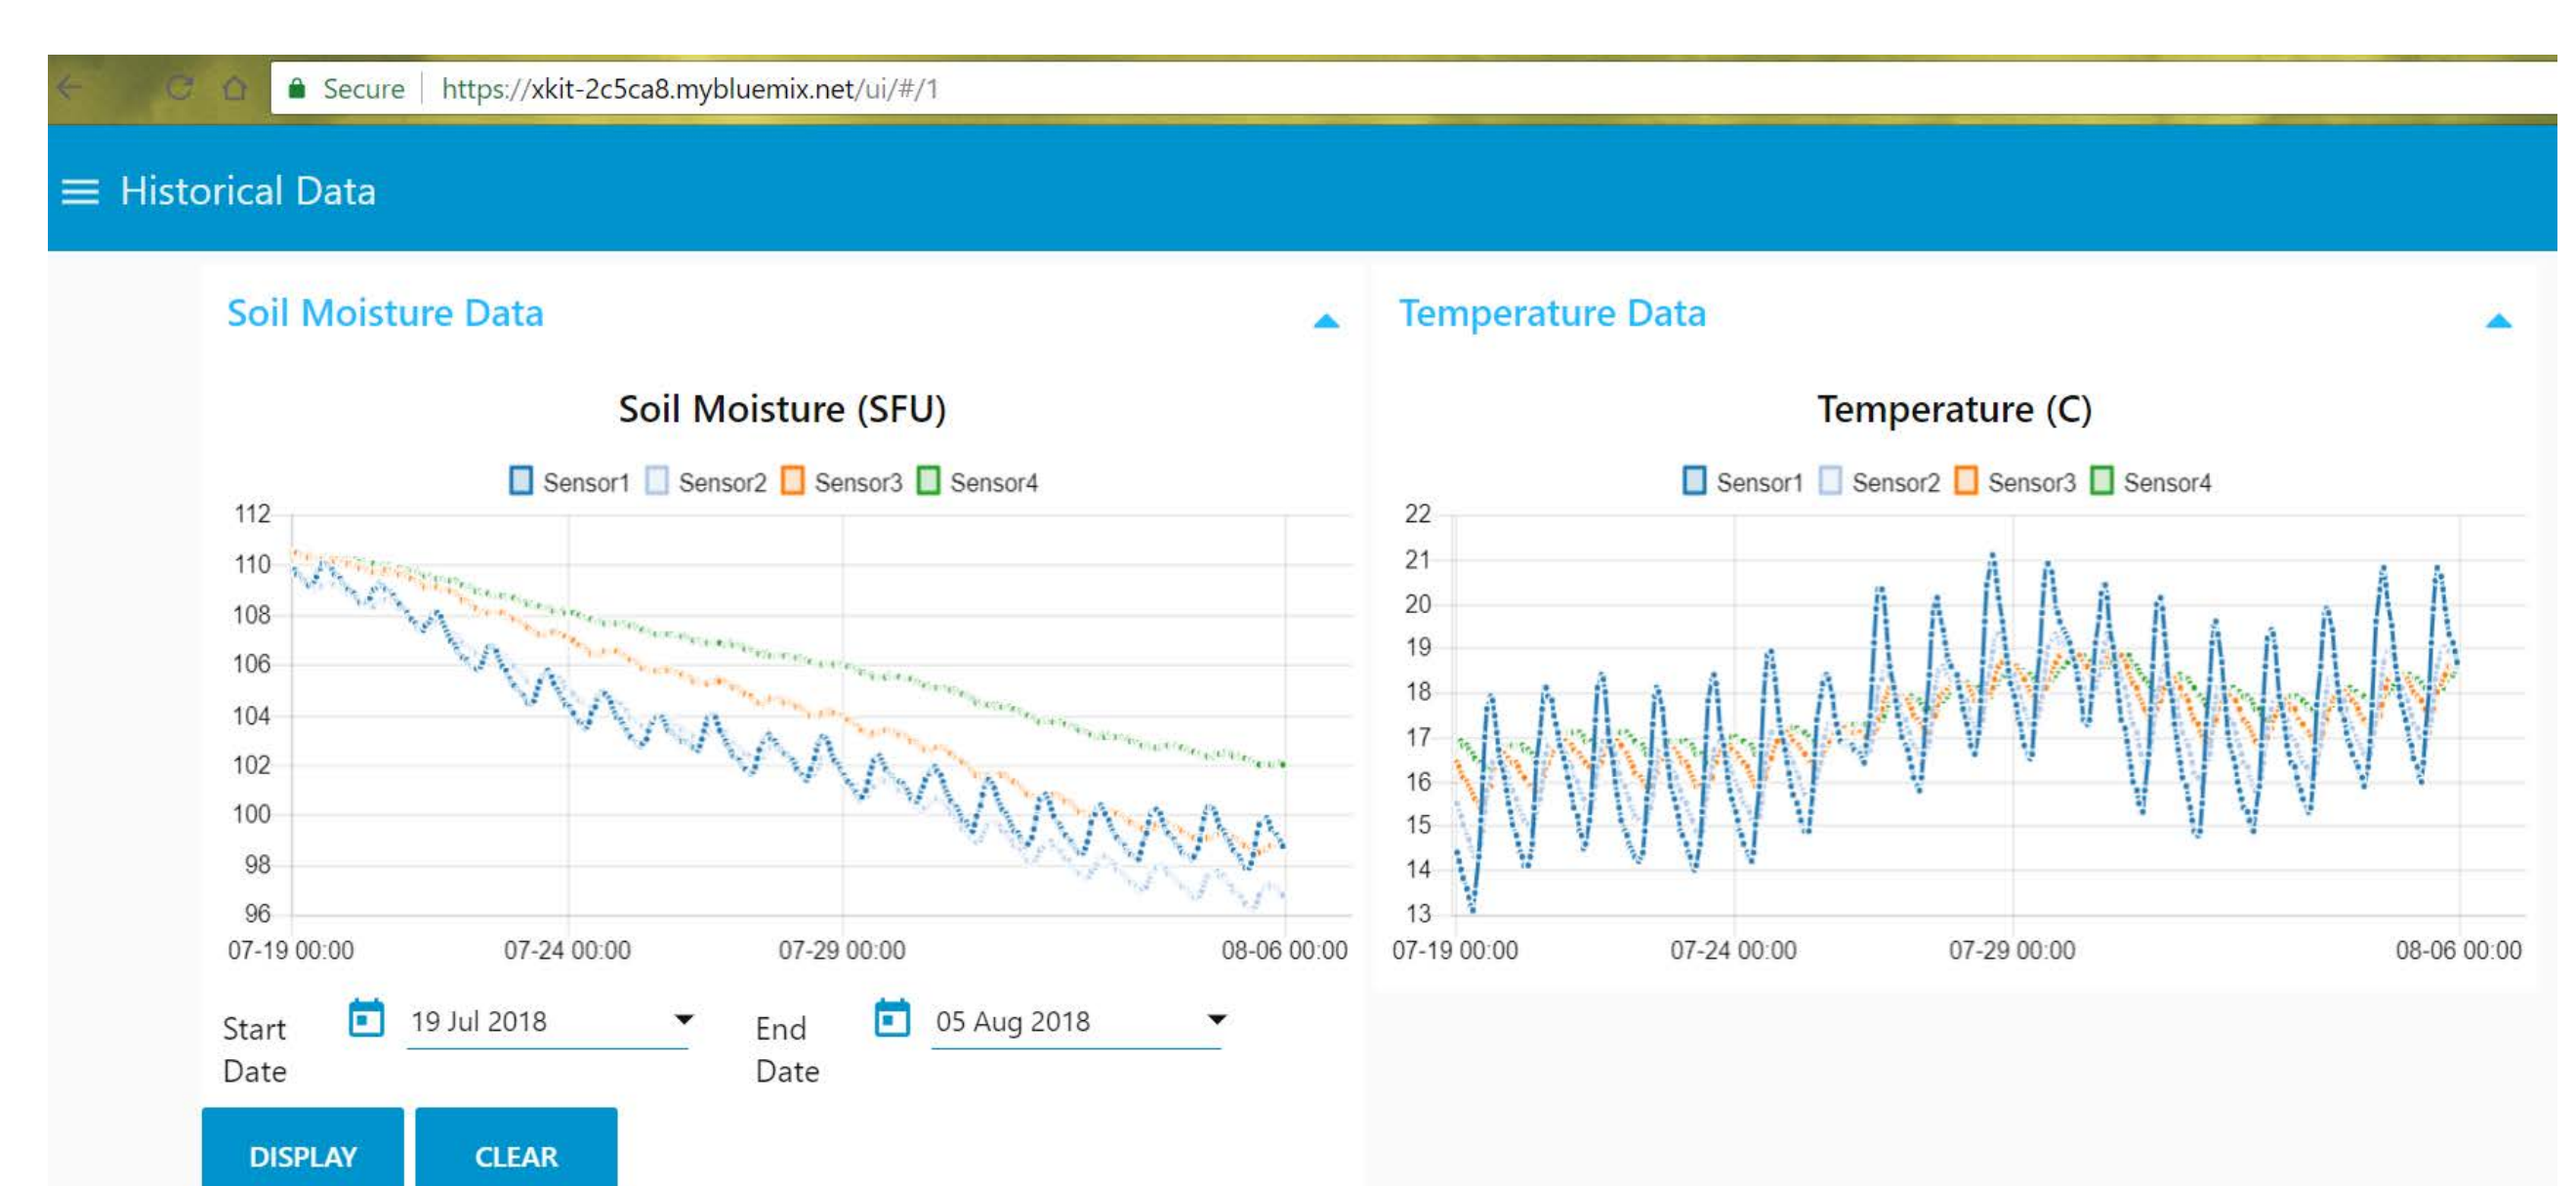 Secure https://xkit-2c5ca8.mybluemix.net/ui/#/1
Historical Data
Soil Moisture Data
Soil Moisture (SFU)
Sensor1 Sensor2 Sensor3 Sensor4
112
110
108
106
104
102
100
98
96
07-19 00:00 07-24 00:00 07-29 00:00 08-06 00:00
Start Date 19 Jul 2018 End Date 05 Aug 2018
DISPLAY CLEAR
Temperature Data
Temperature (C)
Sensor1 Sensor2 Sensor3 Sensor4
22
21
20
19
18
17
16
15
14
13
07-19 00:00 07-24 00:00 07-29 00:00 08-06 00:00